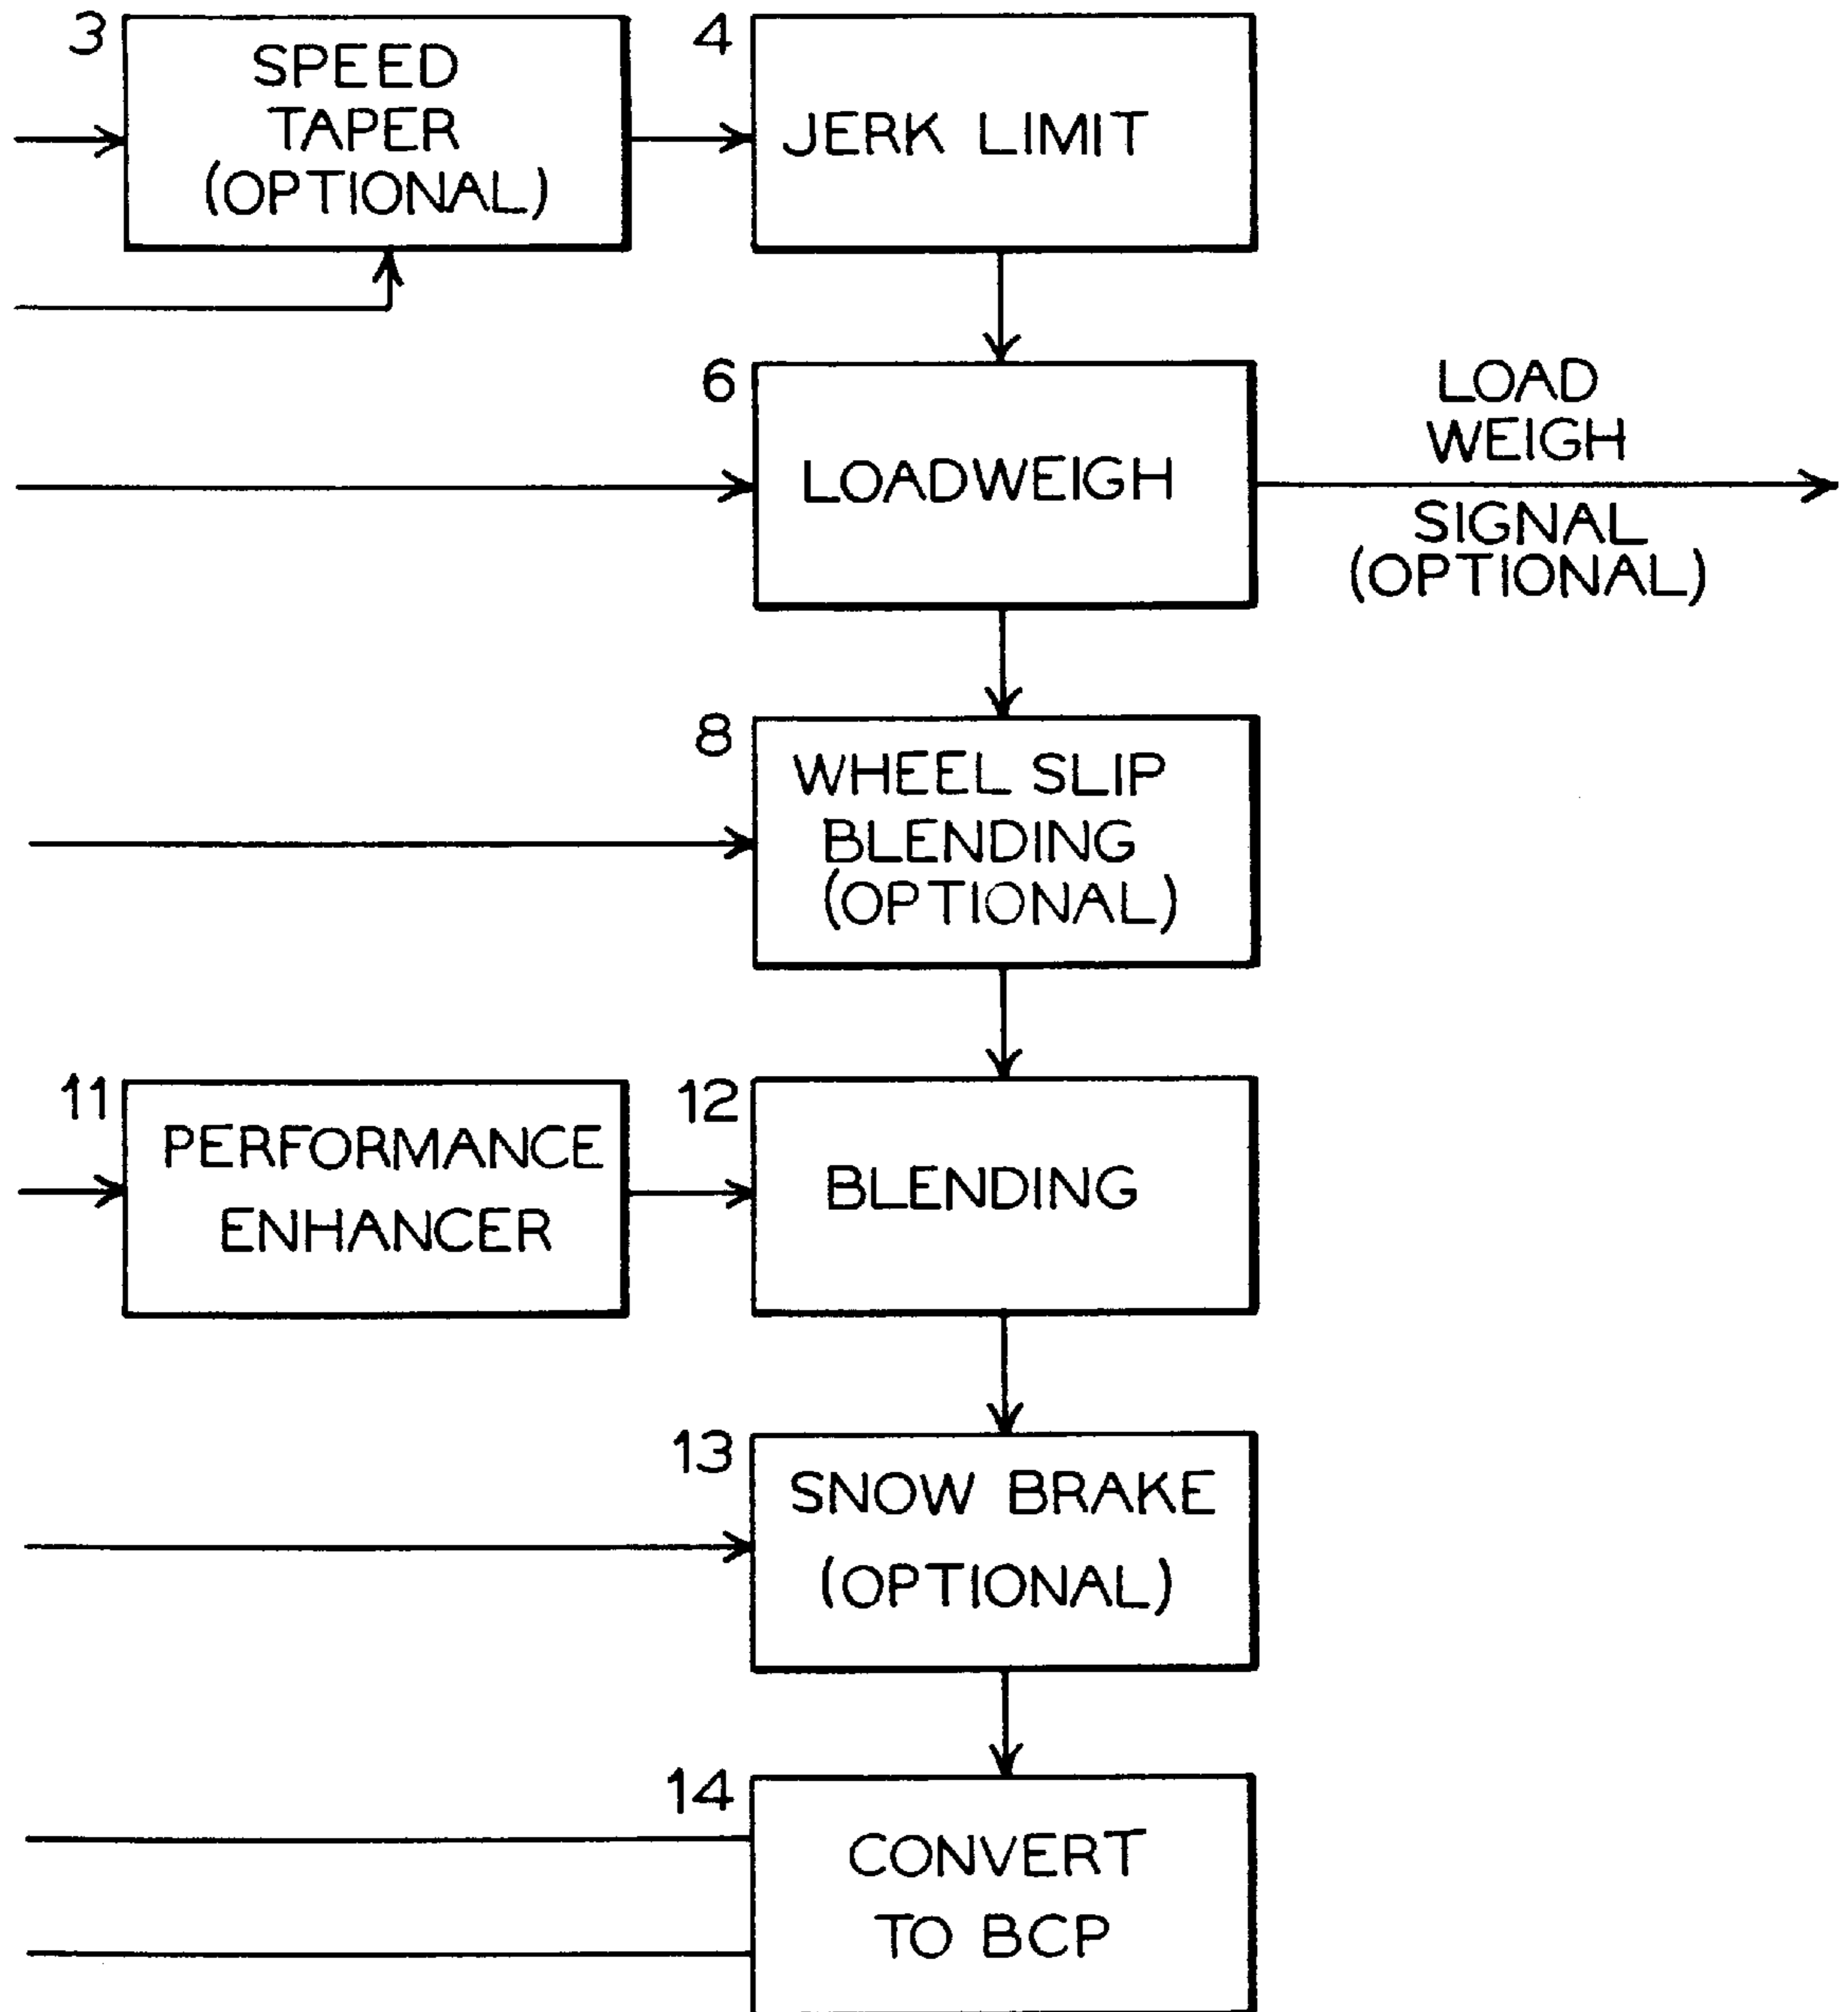 3
SPEED
TAPER
(OPTIONAL)
4
JERK LIMIT
6
LOADWEIGH
LOAD
WEIGH
SIGNAL
(OPTIONAL)
8
WHEEL SLIP
BLENDING
(OPTIONAL)
11
PERFORMANCE
ENHANCER
12
BLENDING
13
SNOW BRAKE
(OPTIONAL)
14
CONVERT
TO BCP